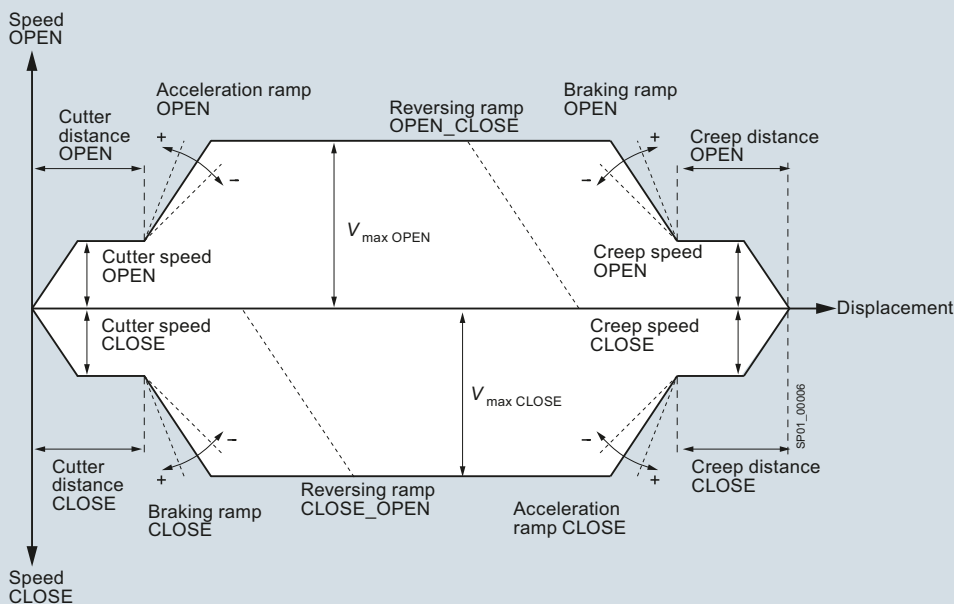 Speed
OPEN
Acceleration ramp
OPEN
Reversing ramp
OPEN_CLOSE
Braking ramp
OPEN
Cutter
distance
OPEN
Creep distance
OPEN
+
−
+
−
V max OPEN
Cutter speed
OPEN
Creep speed
OPEN
Displacement
Cutter speed
CLOSE
Creep speed
CLOSE
V max CLOSE
SP01_00006
−
+
−
+
Cutter
distance
CLOSE
Braking ramp
CLOSE
Reversing ramp
CLOSE_OPEN
Acceleration
ramp CLOSE
Creep distance
CLOSE
Speed
CLOSE